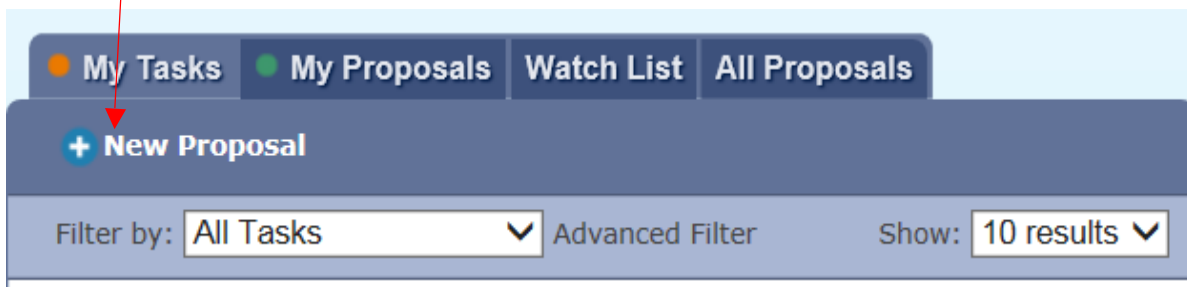 My Tasks My Proposals Watch List All Proposals
New Proposal
Filter by: All Tasks Advanced Filter Show: 10 results